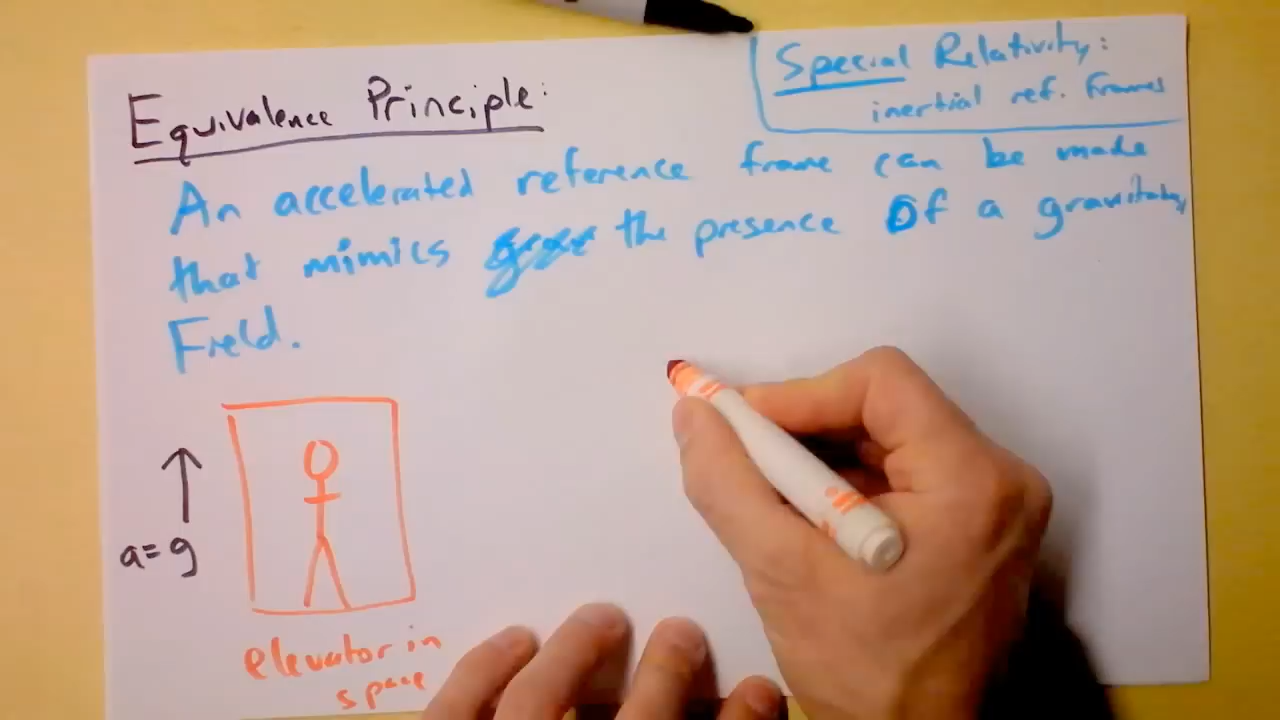 Equivalence Principle:
Special Relativity:
inertial ref. frames
An accelerated reference frame can be made
that mimics the presence of a gravitational
Field.
a=g
elevator in
space